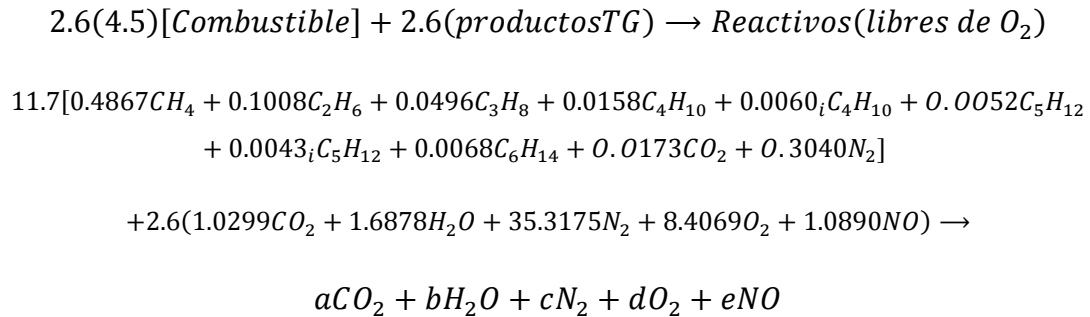 2.6(4.5)[Combustible] + 2.6(productosTG) ⟶ Reactivos(libres de O₂)
11.7[0.4867CH₄ + 0.1008C₂H₆ + 0.0496C₃H₈ + 0.0158C₄H₁₀ + 0.0060ᵢC₄H₁₀ + O.OO52C₅H₁₂
+ 0.0043ᵢC₅H₁₂ + 0.0068C₆H₁₄ + O.O173CO₂ + O.3040N₂]
+2.6(1.0299CO₂ + 1.6878H₂O + 35.3175N₂ + 8.4069O₂ + 1.0890NO) ⟶
aCO₂ + bH₂O + cN₂ + dO₂ + eNO